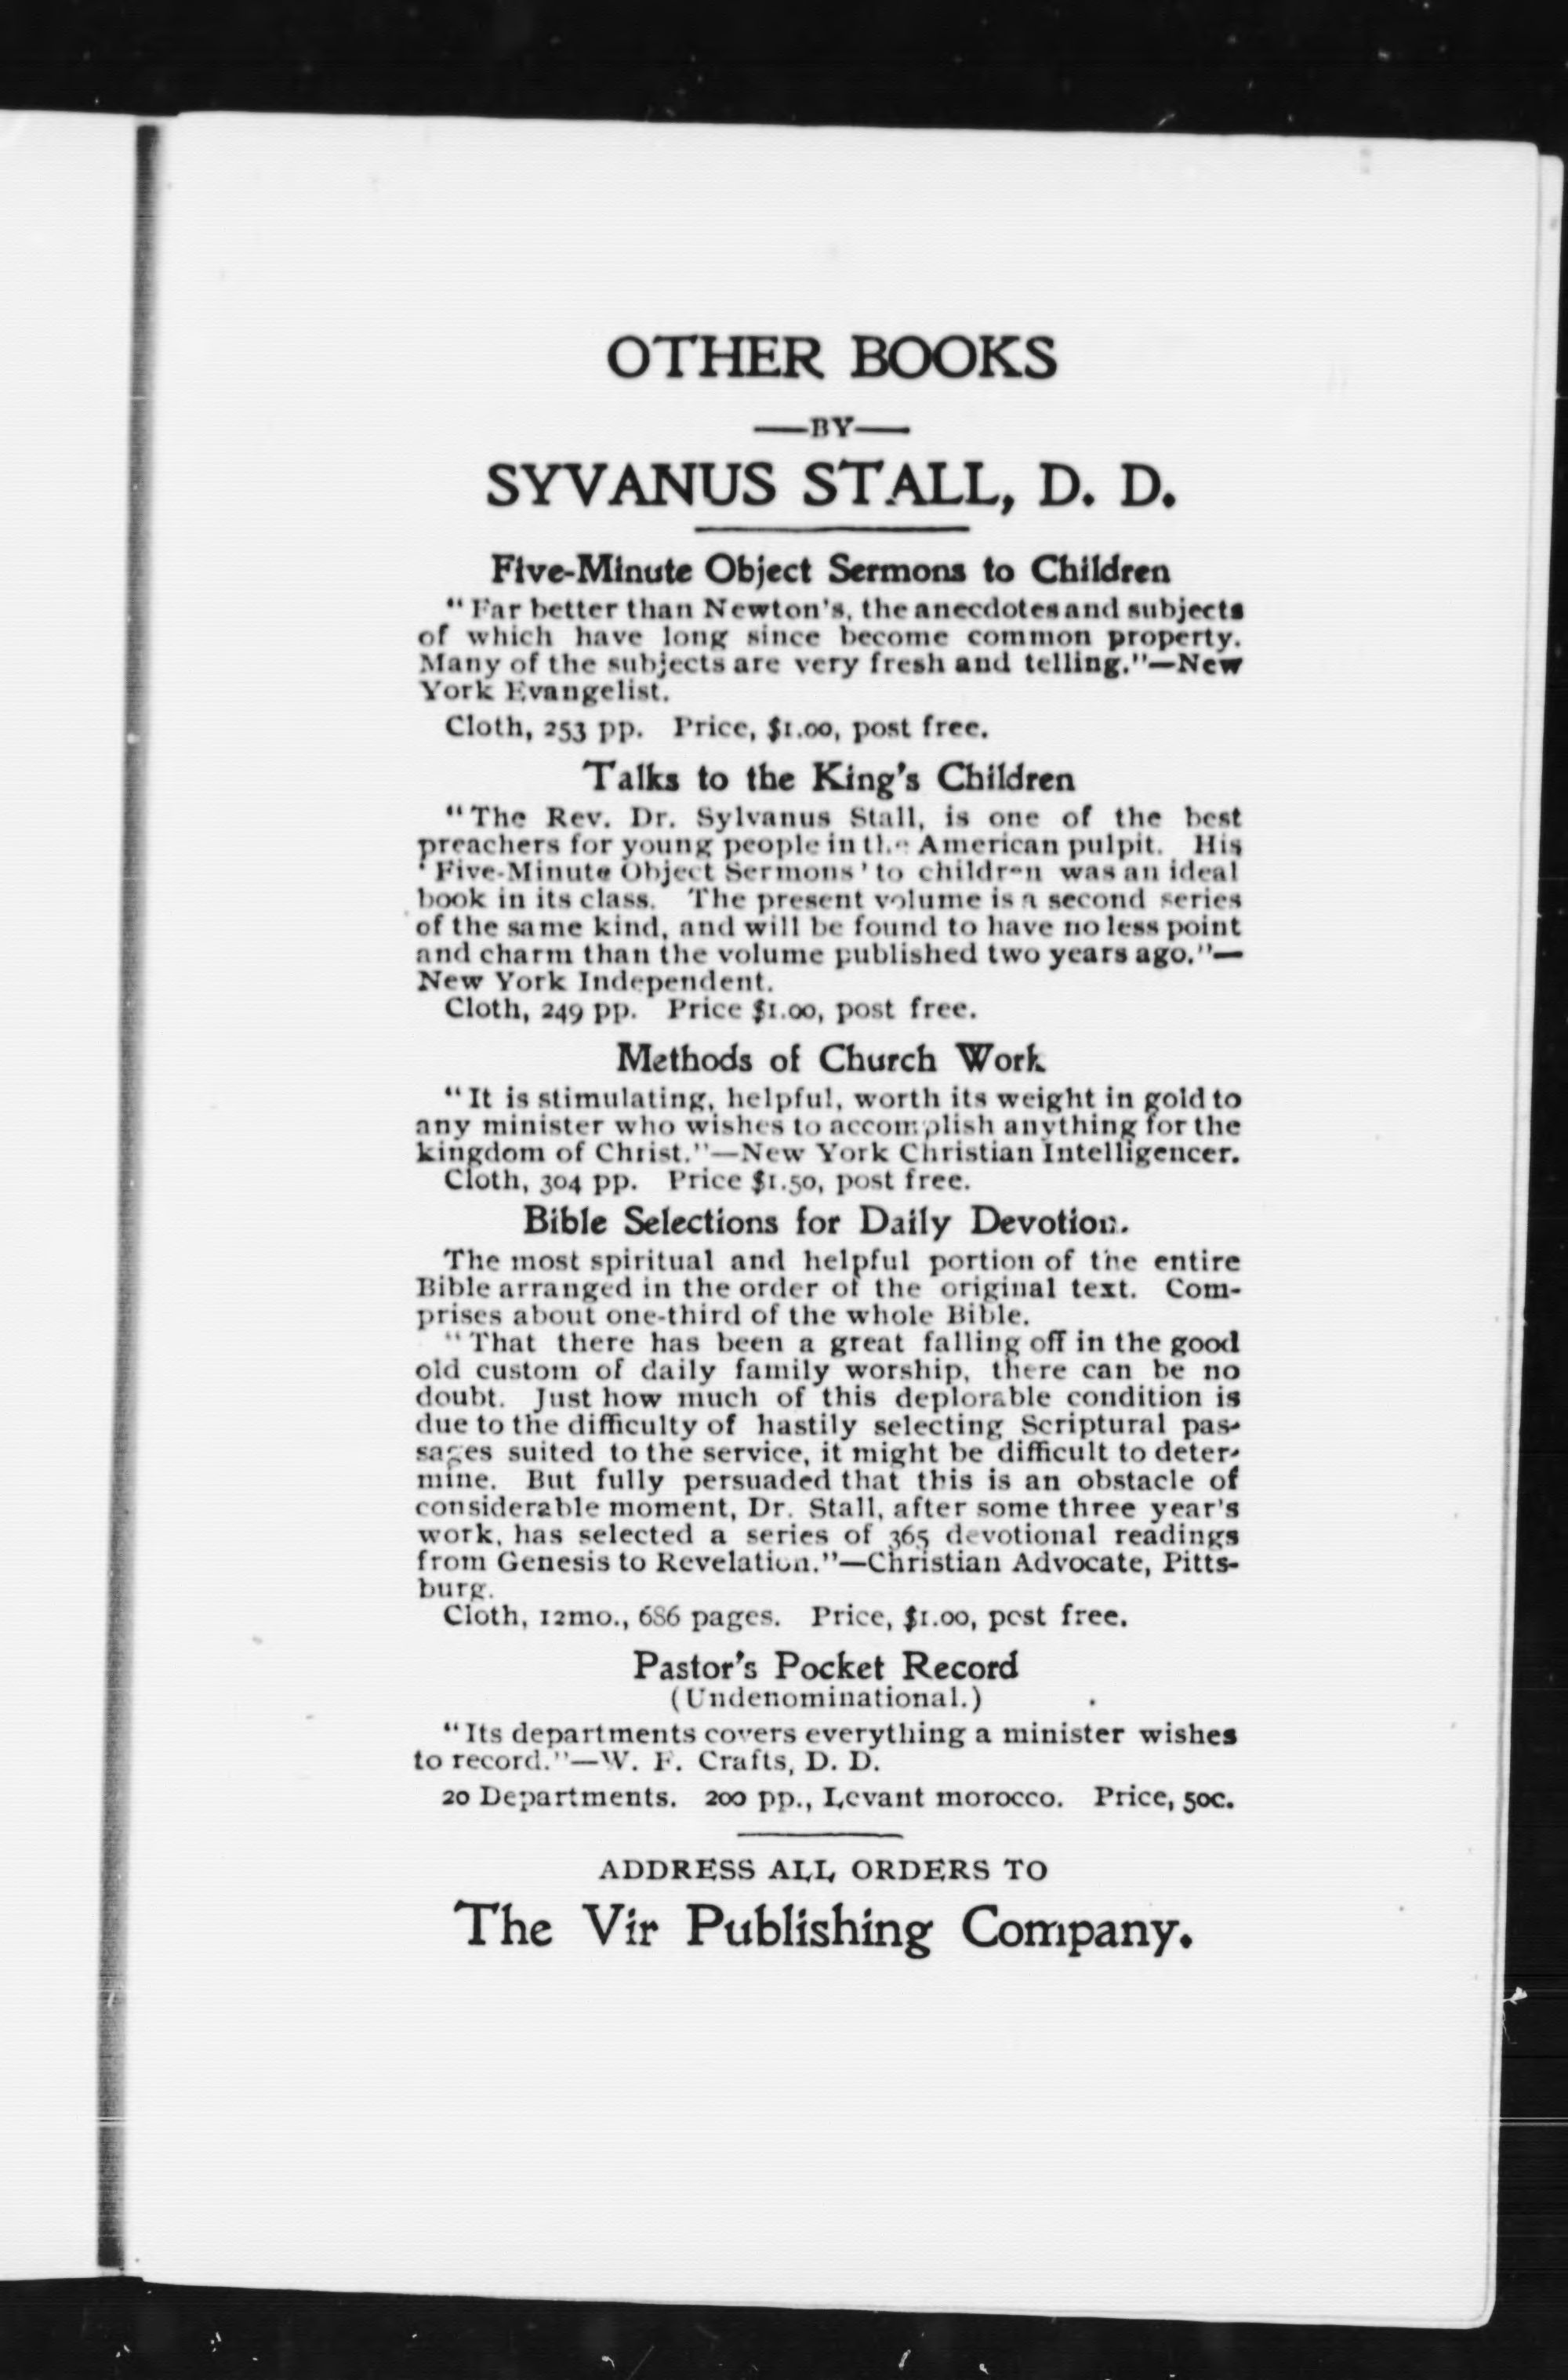 OTHER BOOKS
—BY—
SYVANUS STALL, D. D.
Five-Minute Object Sermons to Children
"Far better than Newton's, the anecdotes and subjects
of which have long since become common property.
Many of the subjects are very fresh and telling."—New
York Evangelist.
Cloth, 253 pp. Price, $1.00, post free.
Talks to the King's Children
"The Rev. Dr. Sylvanus Stall, is one of the best
preachers for young people in the American pulpit. His
'Five-Minute Object Sermons' to children was an ideal
book in its class. The present volume is a second series
of the same kind, and will be found to have no less point
and charm than the volume published two years ago."—
New York Independent.
Cloth, 249 pp. Price $1.00, post free.
Methods of Church Work
"It is stimulating, helpful, worth its weight in gold to
any minister who wishes to accomplish anything for the
kingdom of Christ."—New York Christian Intelligencer.
Cloth, 304 pp. Price $1.50, post free.
Bible Selections for Daily Devotion.
The most spiritual and helpful portion of the entire
Bible arranged in the order of the original text. Com-
prises about one-third of the whole Bible.
"That there has been a great falling off in the good
old custom of daily family worship, there can be no
doubt. Just how much of this deplorable condition is
due to the difficulty of hastily selecting Scriptural pas-
sages suited to the service, it might be difficult to deter-
mine. But fully persuaded that this is an obstacle of
considerable moment, Dr. Stall, after some three year's
work, has selected a series of 365 devotional readings
from Genesis to Revelation."—Christian Advocate, Pitts-
burg.
Cloth, 12mo., 686 pages. Price, $1.00, post free.
Pastor's Pocket Record
(Undenominational.)
"Its departments covers everything a minister wishes
to record."—W. F. Crafts, D. D.
20 Departments. 200 pp., Levant morocco. Price, 50c.
ADDRESS ALL ORDERS TO
The Vir Publishing Company.